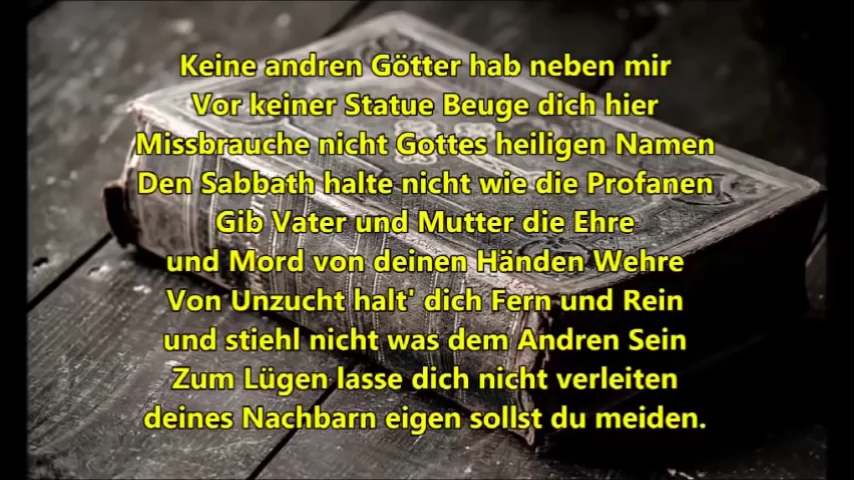 Keine andren Götter hab neben mir
Vor keiner Statue Beuge dich hier
Missbrauche nicht Gottes heiligen Namen
Den Sabbath halte nicht wie die Profanen
Gib Vater und Mutter die Ehre
und Mord von deinen Händen Wehre
Von Unzucht halt' dich Fern und Rein
und stiehl nicht was dem Andren Sein
Zum Lügen lasse dich nicht verleiten
deines Nachbarn eigen sollst du meiden.